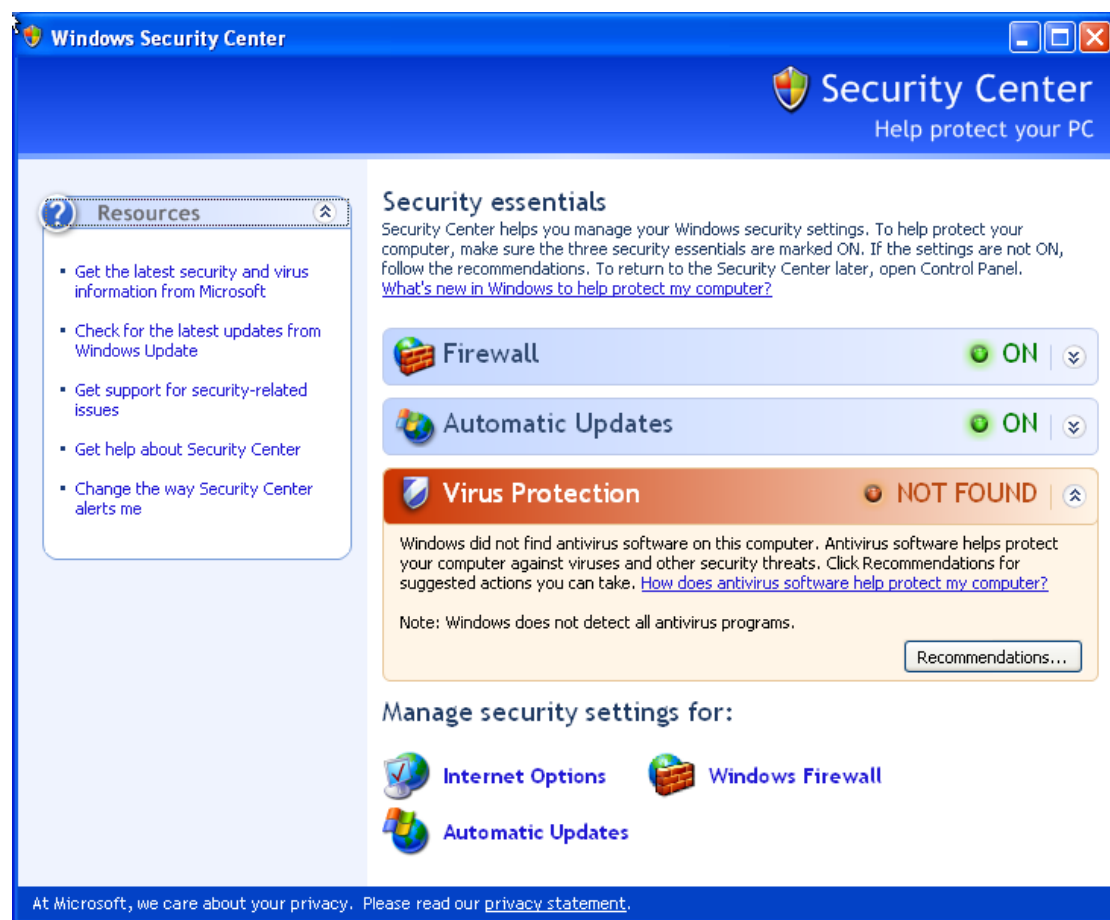 Windows Security Center
Security Center
Help protect your PC
Resources
Get the latest security and virus
information from Microsoft
Check for the latest updates from
Windows Update
Get support for security-related
issues
Get help about Security Center
Change the way Security Center
alerts me
Security essentials
Security Center helps you manage your Windows security settings. To help protect your
computer, make sure the three security essentials are marked ON. If the settings are not ON,
follow the recommendations. To return to the Security Center later, open Control Panel.
What's new in Windows to help protect my computer?
Firewall ON
Automatic Updates ON
Virus Protection NOT FOUND
Windows did not find antivirus software on this computer. Antivirus software helps protect
your computer against viruses and other security threats. Click Recommendations for
suggested actions you can take. How does antivirus software help protect my computer?
Note: Windows does not detect all antivirus programs.
Recommendations...
Manage security settings for:
Internet Options Windows Firewall
Automatic Updates
At Microsoft, we care about your privacy. Please read our privacy statement.